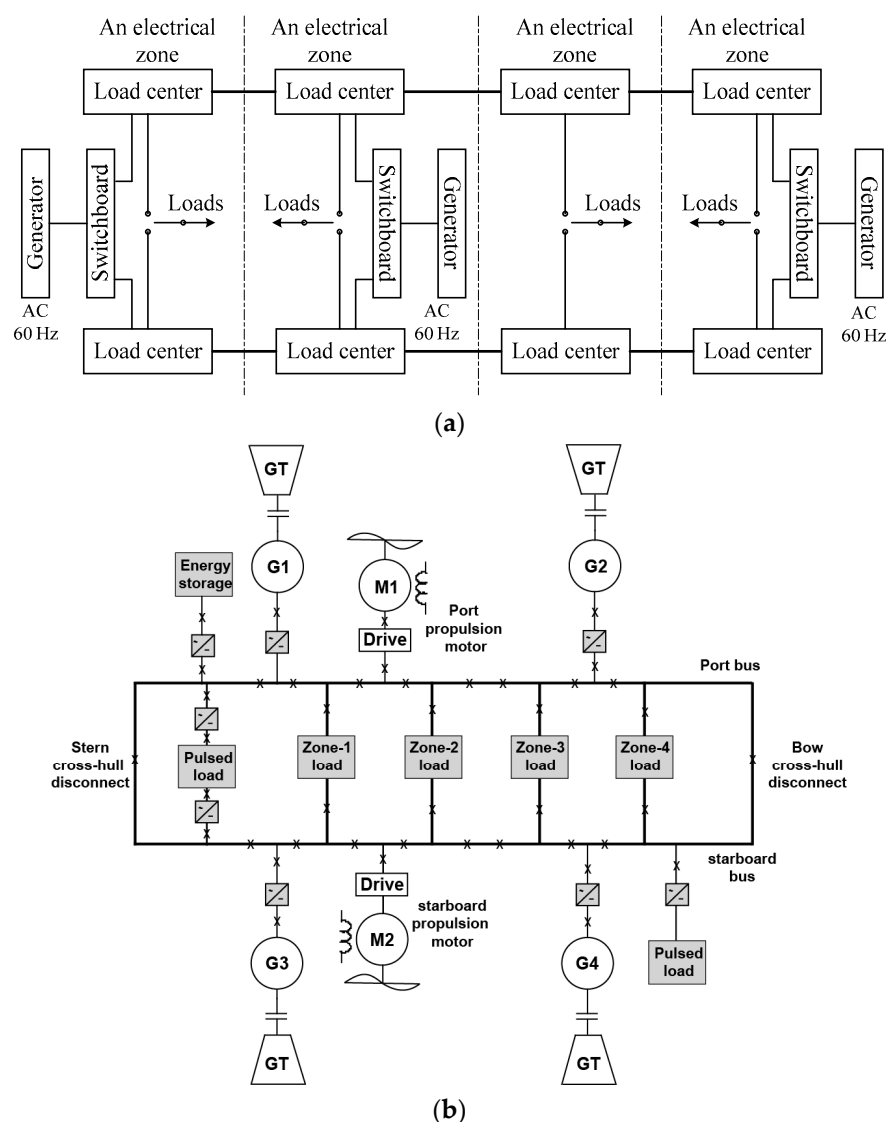 An electrical
zone
An electrical
zone
An electrical
zone
An electrical
zone
Load center
Load center
Load center
Load center
Generator
Switchboard
Loads
Loads
Switchboard
Generator
Loads
Loads
Switchboard
Generator
AC
60 Hz
AC
60 Hz
AC
60 Hz
Load center
Load center
Load center
Load center
(a)
GT
GT
Energy
storage
G1
M1
G2
Port
propulsion
motor
Drive
Port bus
Stern
cross-hull
disconnect
Pulsed
load
Zone-1
load
Zone-2
load
Zone-3
load
Zone-4
load
Bow
cross-hull
disconnect
starboard
bus
Drive
starboard
propulsion
motor
M2
G3
G4
Pulsed
load
GT
GT
(b)